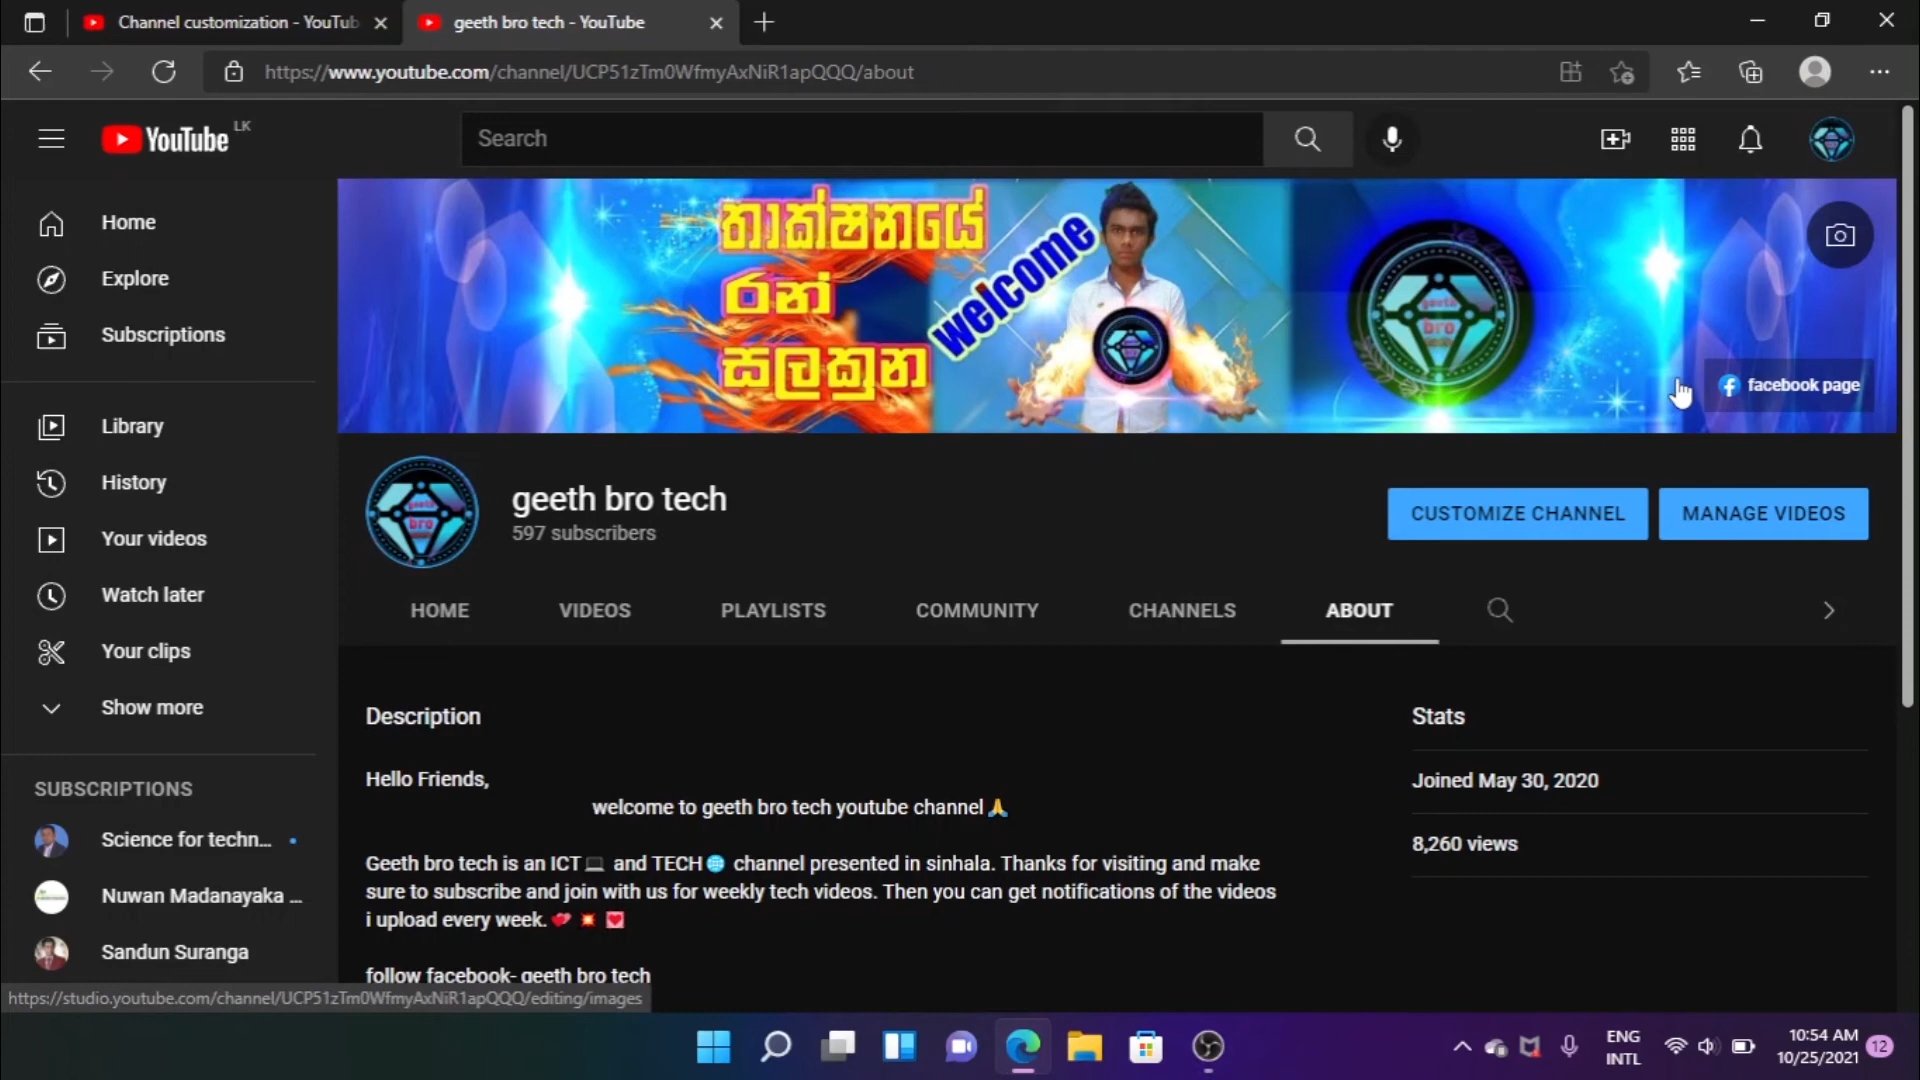 Channel customization - YouTub
geeth bro tech - YouTube
https://www.youtube.com/channel/UCP51zTm0WfmyAxNiR1apQQQ/about
YouTube LK
Search
Home
Explore
Subscriptions
Library
History
Your videos
Watch later
Your clips
Show more
SUBSCRIPTIONS
Science for techn...
Nuwan Madanayaka ...
Sandun Suranga
තාක්ෂනයේ
රන්
සලකුන
welcome
geeth
bro
facebook page
geeth
bro
geeth bro tech
597 subscribers
CUSTOMIZE CHANNEL
MANAGE VIDEOS
HOME
VIDEOS
PLAYLISTS
COMMUNITY
CHANNELS
ABOUT
Description
Hello Friends,
welcome to geeth bro tech youtube channel🙏
Geeth bro tech is an ICT💻 and TECH🌐 channel presented in sinhala. Thanks for visiting and make
sure to subscribe and join with us for weekly tech videos. Then you can get notifications of the videos
i upload every week.💕 💥 💟
follow facebook- geeth bro tech
Stats
Joined May 30, 2020
8,260 views
https://studio.youtube.com/channel/UCP51zTm0WfmyAxNiR1apQQQ/editing/images
ENG
INTL
10:54 AM
10/25/2021
12